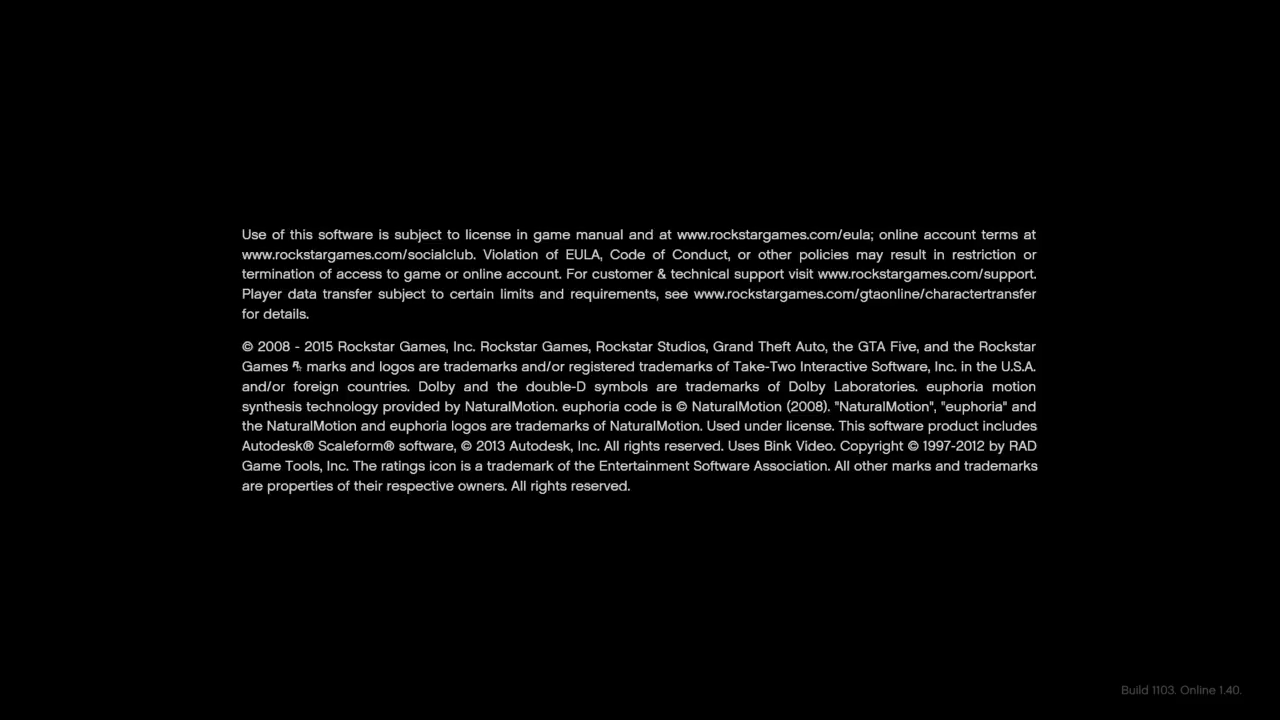 Use of this software is subject to license in game manual and at www.rockstargames.com/eula; online account terms at
www.rockstargames.com/socialclub. Violation of EULA, Code of Conduct, or other policies may result in restriction or
termination of access to game or online account. For customer & technical support visit www.rockstargames.com/support.
Player data transfer subject to certain limits and requirements, see www.rockstargames.com/gtaonline/charactertransfer
for details.
© 2008 - 2015 Rockstar Games, Inc. Rockstar Games, Rockstar Studios, Grand Theft Auto, the GTA Five, and the Rockstar
Games R* marks and logos are trademarks and/or registered trademarks of Take-Two Interactive Software, Inc. in the U.S.A.
and/or foreign countries. Dolby and the double-D symbols are trademarks of Dolby Laboratories. euphoria motion
synthesis technology provided by NaturalMotion. euphoria code is © NaturalMotion (2008). "NaturalMotion", "euphoria" and
the NaturalMotion and euphoria logos are trademarks of NaturalMotion. Used under license. This software product includes
Autodesk® Scaleform® software, © 2013 Autodesk, Inc. All rights reserved. Uses Bink Video. Copyright © 1997-2012 by RAD
Game Tools, Inc. The ratings icon is a trademark of the Entertainment Software Association. All other marks and trademarks
are properties of their respective owners. All rights reserved.
Build 1103. Online 1.40.